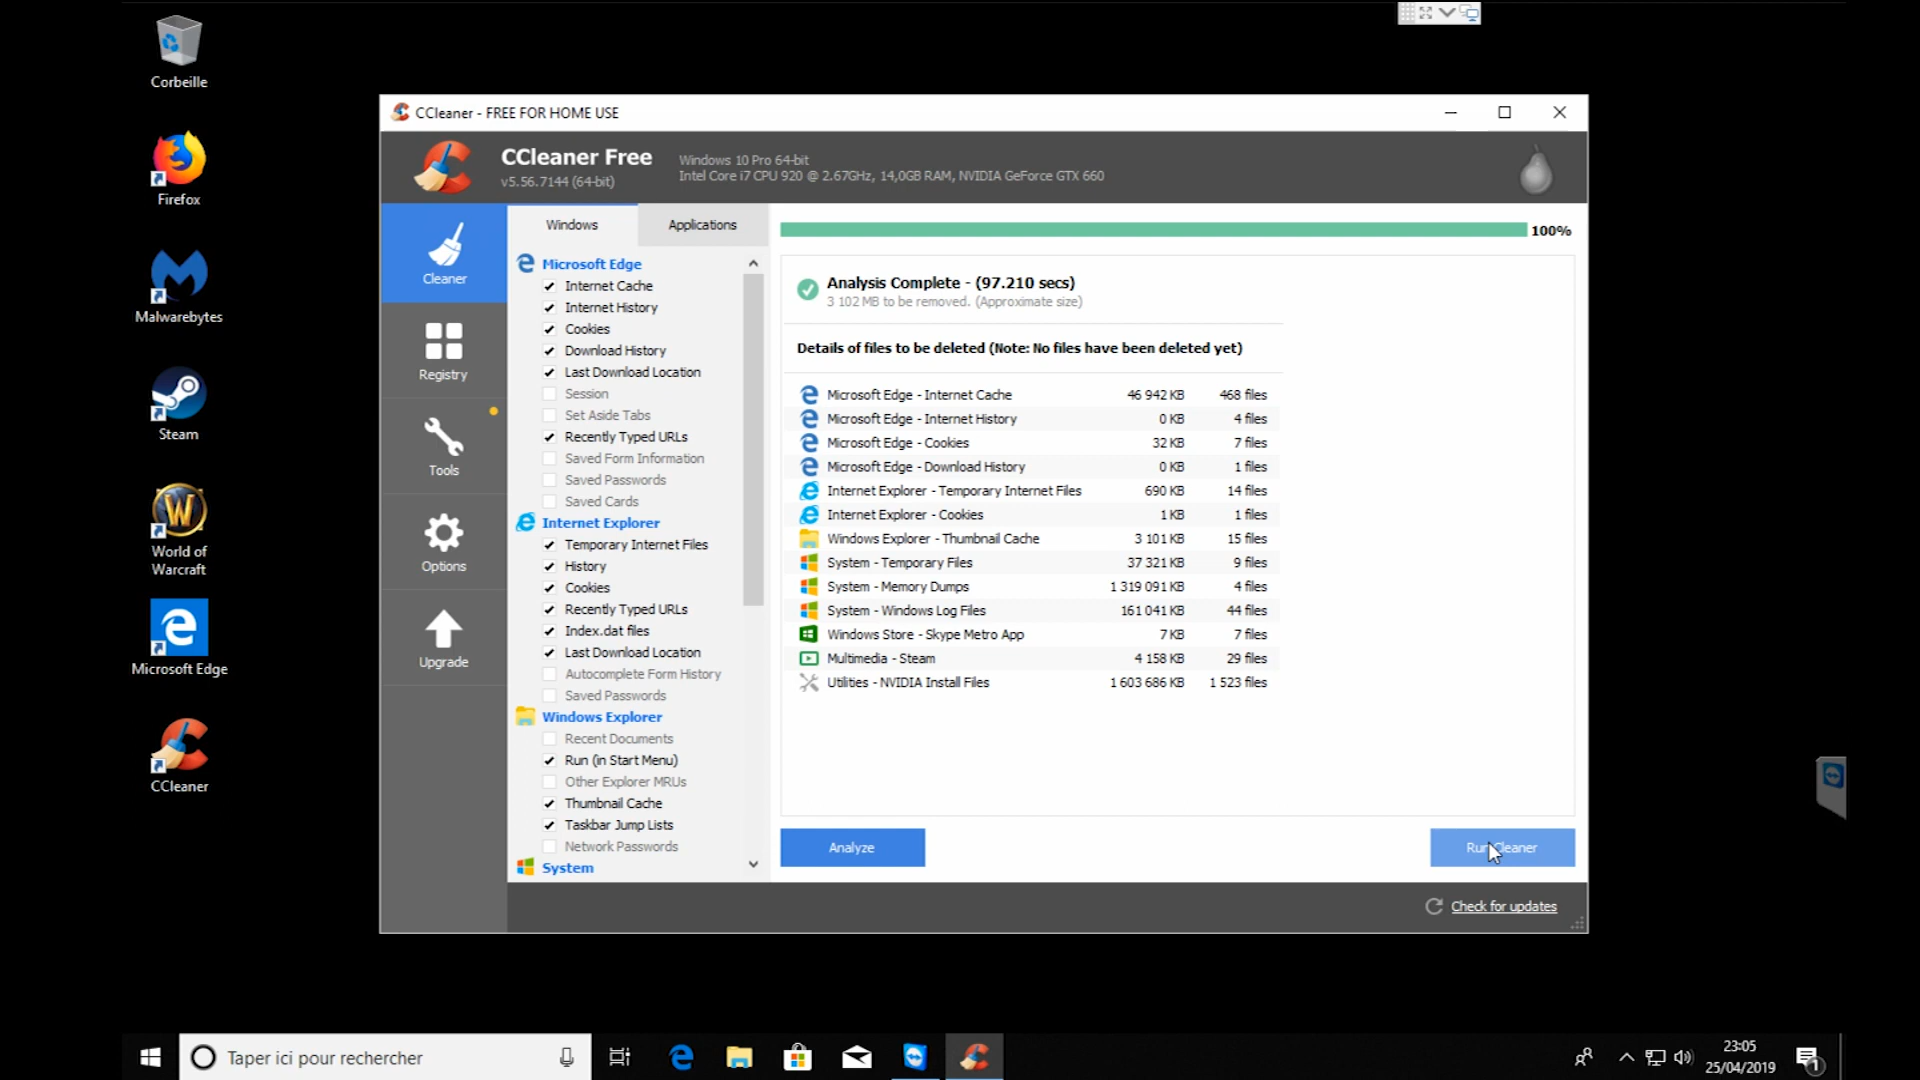 Corbeille
Firefox
Malwarebytes
Steam
World of
Warcraft
Microsoft Edge
CCleaner
CCleaner - FREE FOR HOME USE
CCleaner Free
v5.56.7144 (64-bit)
Windows 10 Pro 64-bit
Intel Core i7 CPU 920 @ 2.67GHz, 14,0GB RAM, NVIDIA GeForce GTX 660
Cleaner
Registry
Tools
Options
Upgrade
Windows
Applications
Microsoft Edge
Internet Cache
Internet History
Cookies
Download History
Last Download Location
Session
Set Aside Tabs
Recently Typed URLs
Saved Form Information
Saved Passwords
Saved Cards
Internet Explorer
Temporary Internet Files
History
Cookies
Recently Typed URLs
Index.dat files
Last Download Location
Autocomplete Form History
Saved Passwords
Windows Explorer
Recent Documents
Run (in Start Menu)
Other Explorer MRUs
Thumbnail Cache
Taskbar Jump Lists
Network Passwords
System
100%
Analysis Complete - (97.210 secs)
3 102 MB to be removed. (Approximate size)
Details of files to be deleted (Note: No files have been deleted yet)
Microsoft Edge - Internet Cache 46 942 KB 468 files
Microsoft Edge - Internet History 0 KB 4 files
Microsoft Edge - Cookies 32 KB 7 files
Microsoft Edge - Download History 0 KB 1 files
Internet Explorer - Temporary Internet Files 690 KB 14 files
Internet Explorer - Cookies 1 KB 1 files
Windows Explorer - Thumbnail Cache 3 101 KB 15 files
System - Temporary Files 37 321 KB 9 files
System - Memory Dumps 1 319 091 KB 4 files
System - Windows Log Files 161 041 KB 44 files
Windows Store - Skype Metro App 7 KB 7 files
Multimedia - Steam 4 158 KB 29 files
Utilities - NVIDIA Install Files 1 603 686 KB 1 523 files
Analyze
Run Cleaner
Check for updates
Taper ici pour rechercher
23:05
25/04/2019
1